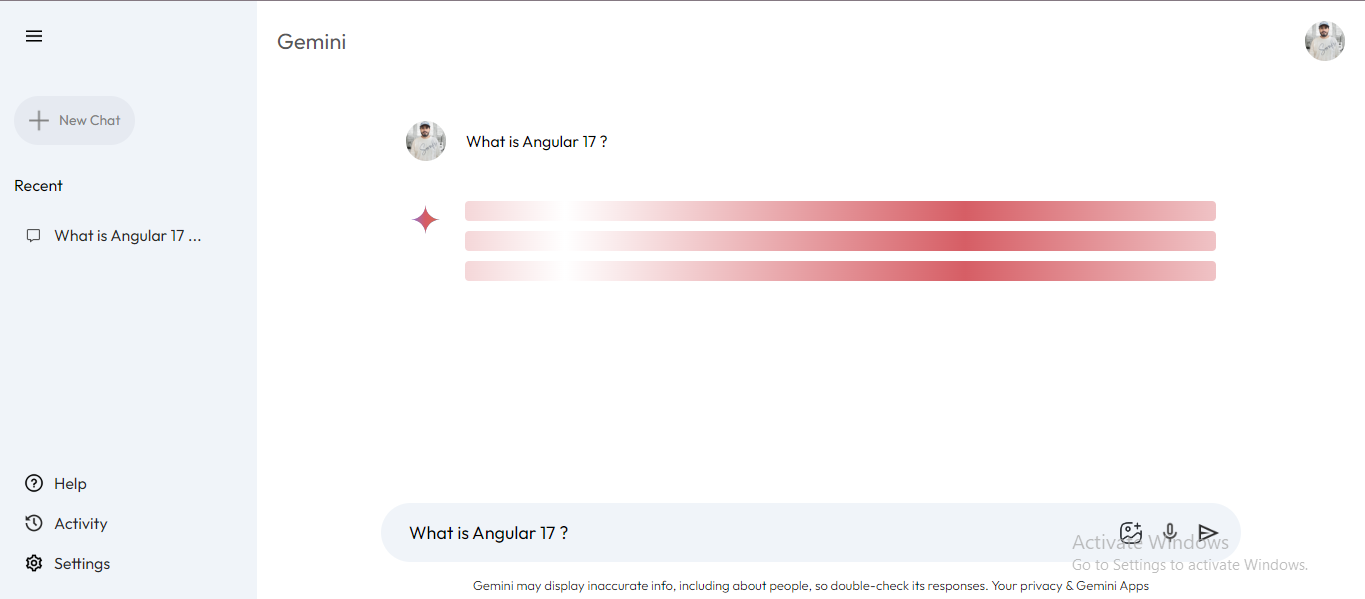 Gemini
New Chat
Recent
What is Angular 17 ...
Help
Activity
Settings
What is Angular 17 ?
What is Angular 17 ?
Activate Windows
Go to Settings to activate Windows.
Gemini may display inaccurate info, including about people, so double-check its responses. Your privacy & Gemini Apps